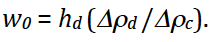 w₀ = h_d (Δρ_d / Δρ_c).